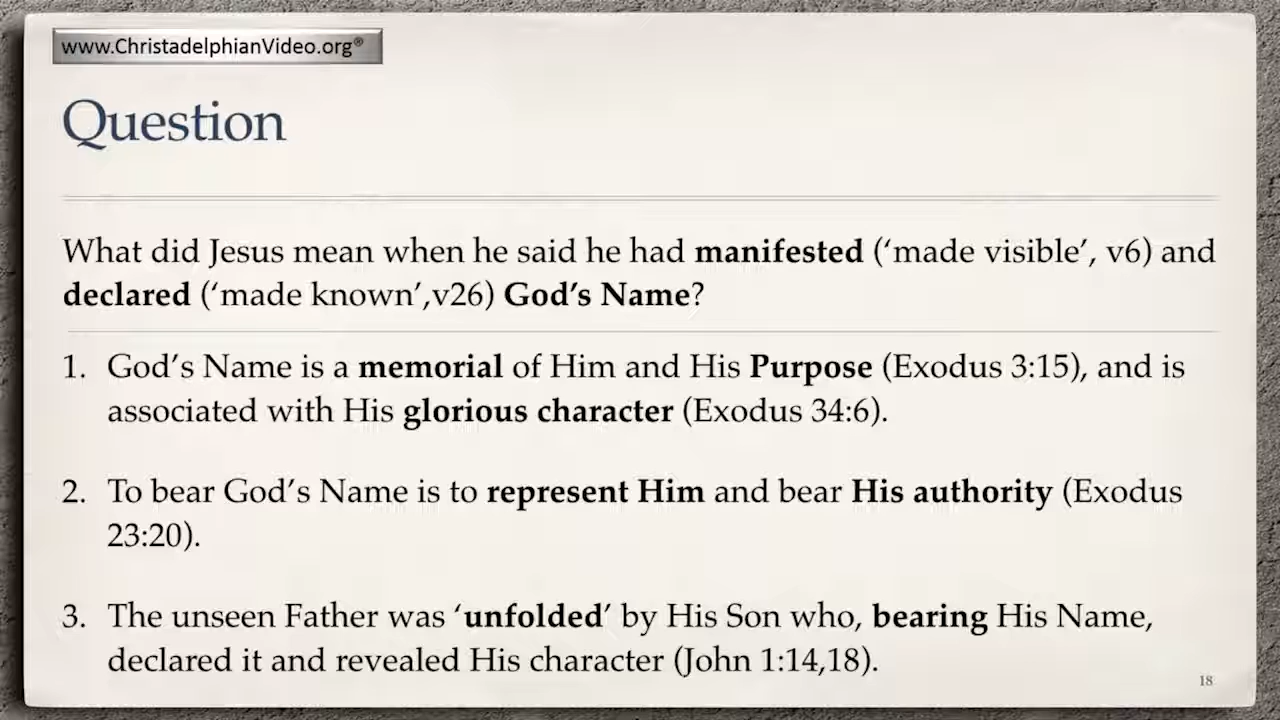 www.ChristadelphianVideo.org®
Question
What did Jesus mean when he said he had manifested (‘made visible’, v6) and
declared (‘made known’,v26) God’s Name?
1. God’s Name is a memorial of Him and His Purpose (Exodus 3:15), and is
associated with His glorious character (Exodus 34:6).
2. To bear God’s Name is to represent Him and bear His authority (Exodus
23:20).
3. The unseen Father was ‘unfolded’ by His Son who, bearing His Name,
declared it and revealed His character (John 1:14,18).
18